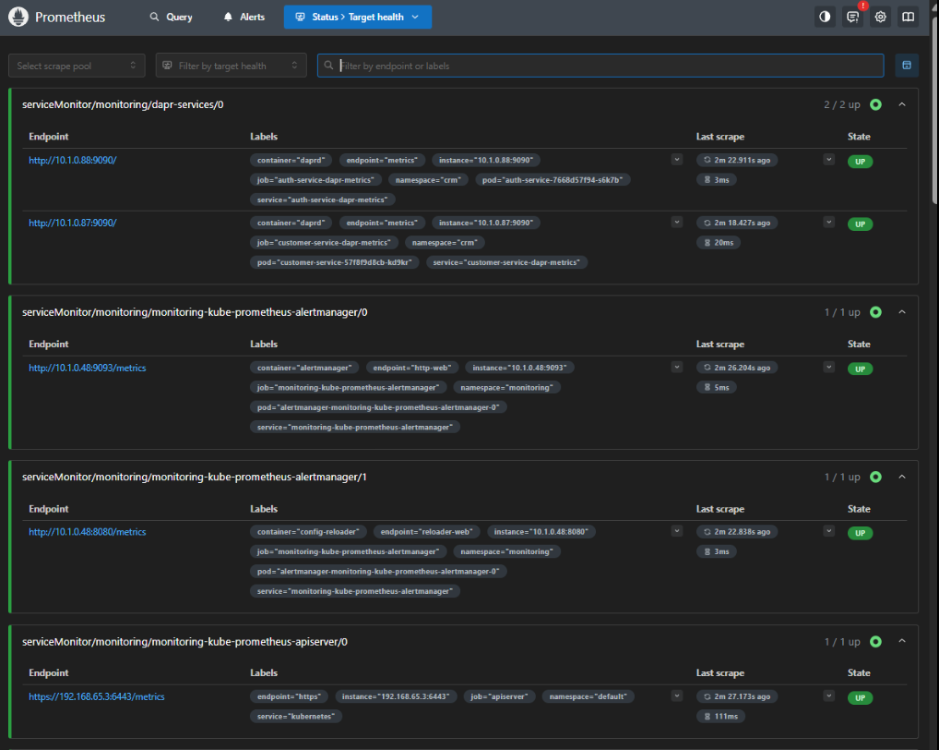 Prometheus Query Alerts Status > Target health !
Select scrape pool Filter by target health Filter by endpoint or labels
serviceMonitor/monitoring/dapr-services/0 2 / 2 up
Endpoint Labels Last scrape State
http://10.1.0.88:9090/ container="daprd" endpoint="metrics" instance="10.1.0.88:9090" 2m 22.911s ago UP
job="auth-service-dapr-metrics" namespace="crm" pod="auth-service-7668d57f94-s6k7b" 3ms
service="auth-service-dapr-metrics"
http://10.1.0.87:9090/ container="daprd" endpoint="metrics" instance="10.1.0.87:9090" 2m 18.427s ago UP
job="customer-service-dapr-metrics" namespace="crm" 20ms
pod="customer-service-57f8f9d8cb-kd9kr" service="customer-service-dapr-metrics"
serviceMonitor/monitoring/monitoring-kube-prometheus-alertmanager/0 1 / 1 up
Endpoint Labels Last scrape State
http://10.1.0.48:9093/metrics container="alertmanager" endpoint="http-web" instance="10.1.0.48:9093" 2m 26.204s ago UP
job="monitoring-kube-prometheus-alertmanager" namespace="monitoring" 5ms
pod="alertmanager-monitoring-kube-prometheus-alertmanager-0"
service="monitoring-kube-prometheus-alertmanager"
serviceMonitor/monitoring/monitoring-kube-prometheus-alertmanager/1 1 / 1 up
Endpoint Labels Last scrape State
http://10.1.0.48:8080/metrics container="config-reloader" endpoint="reloader-web" instance="10.1.0.48:8080" 2m 22.838s ago UP
job="monitoring-kube-prometheus-alertmanager" namespace="monitoring" 3ms
pod="alertmanager-monitoring-kube-prometheus-alertmanager-0"
service="monitoring-kube-prometheus-alertmanager"
serviceMonitor/monitoring/monitoring-kube-prometheus-apiserver/0 1 / 1 up
Endpoint Labels Last scrape State
https://192.168.65.3:6443/metrics endpoint="https" instance="192.168.65.3:6443" job="apiserver" namespace="default" 2m 27.173s ago UP
service="kubernetes" 111ms